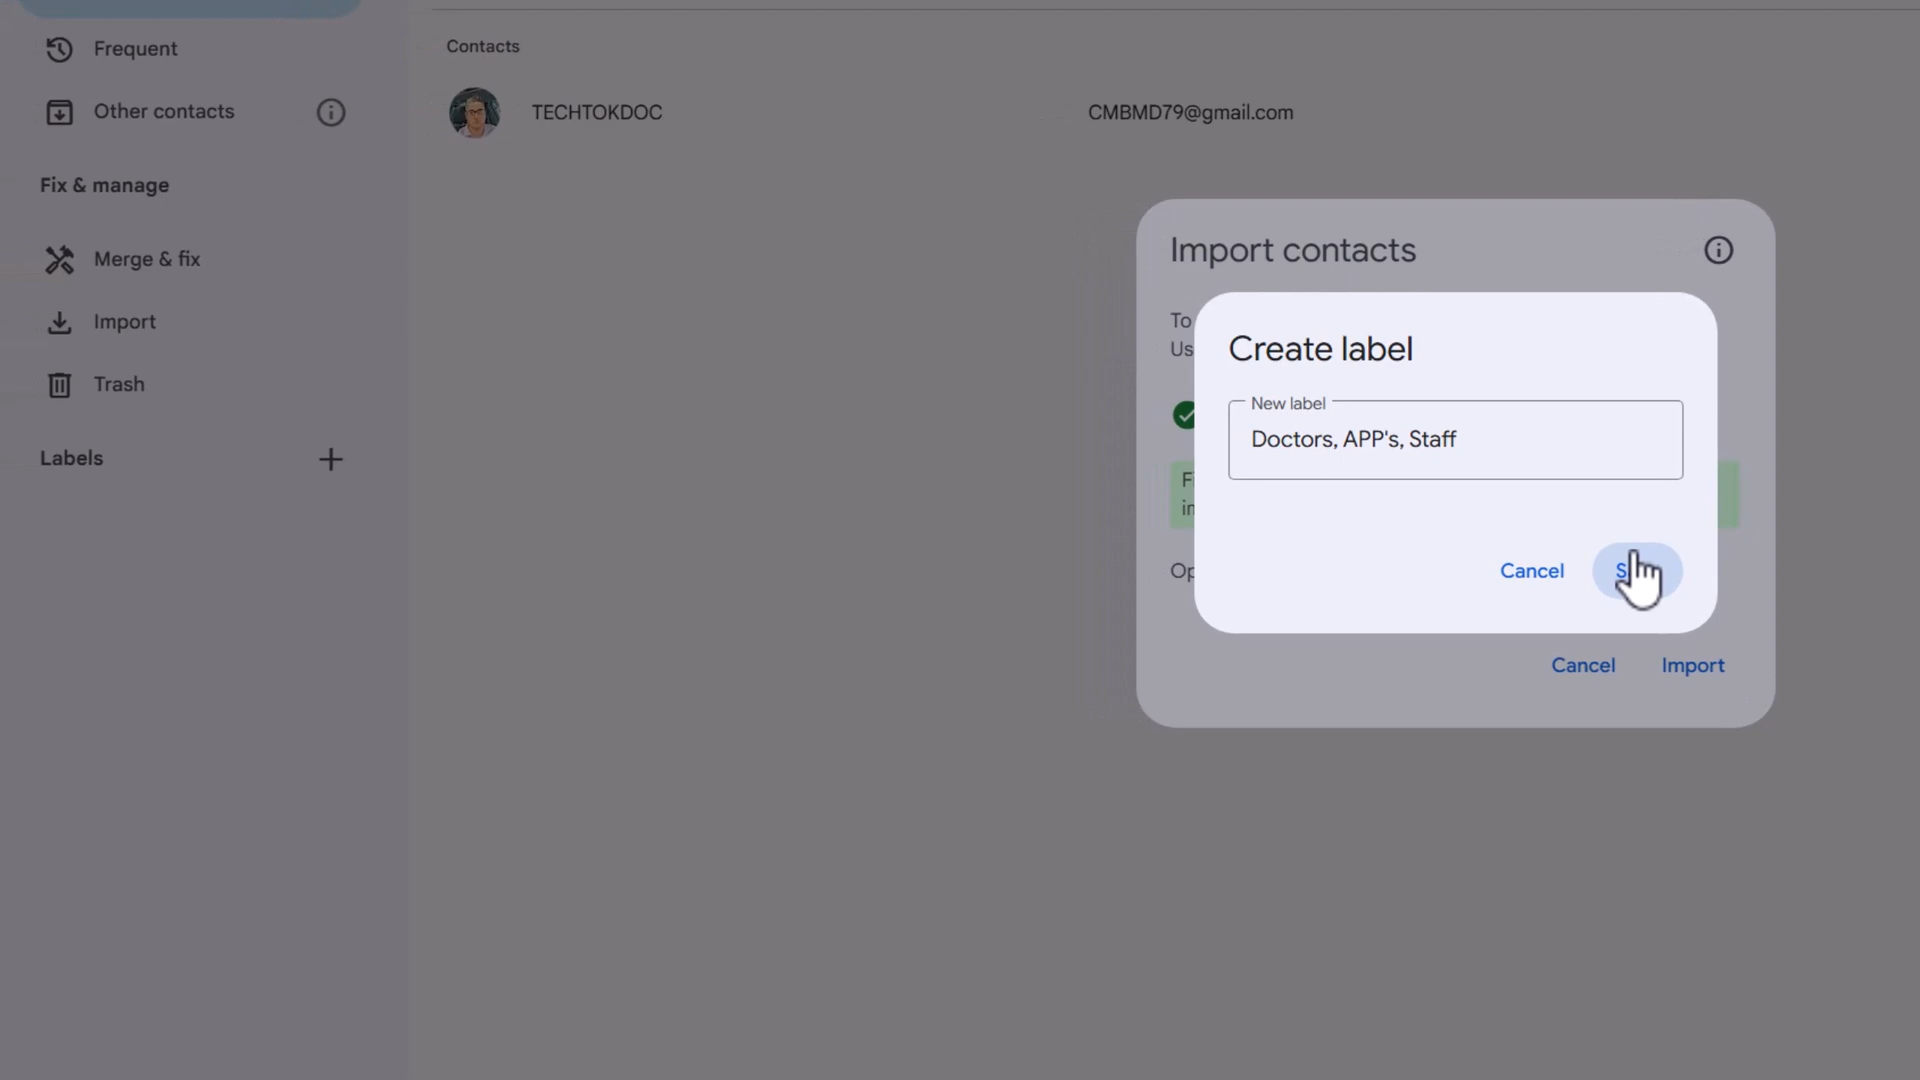 Frequent
Other contacts
Fix & manage
Merge & fix
Import
Trash
Labels
Contacts
TECHTOKDOC
CMBMD79@gmail.com
Import contacts
To
Us
Create label
New label
Doctors, APP's, Staff
Cancel
Cancel
Import